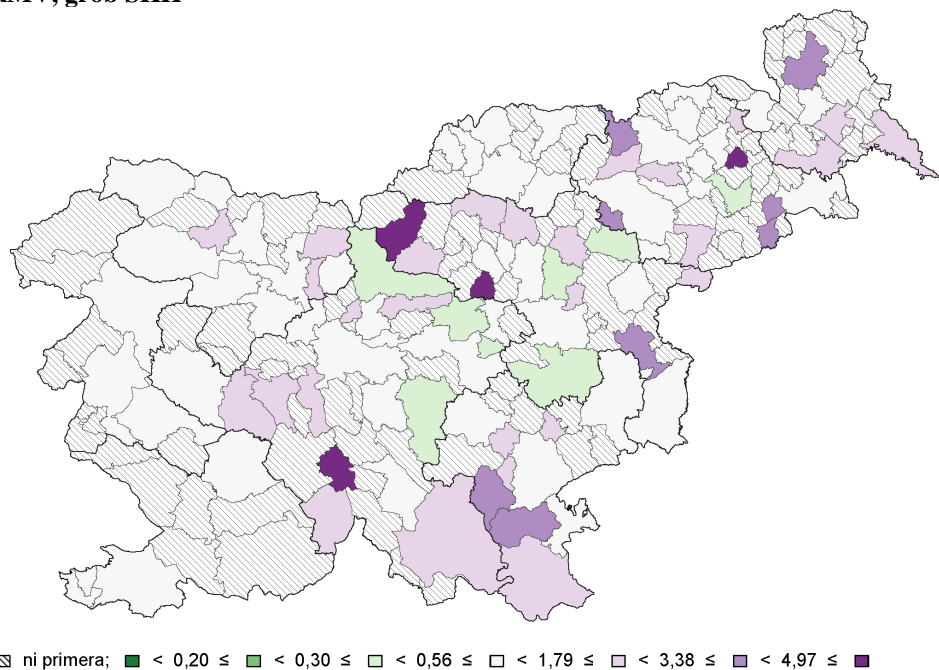 ni primera; < 0,20 ≤ < 0,30 ≤ < 0,56 ≤ < 1,79 ≤ < 3,38 ≤ < 4,97 ≤